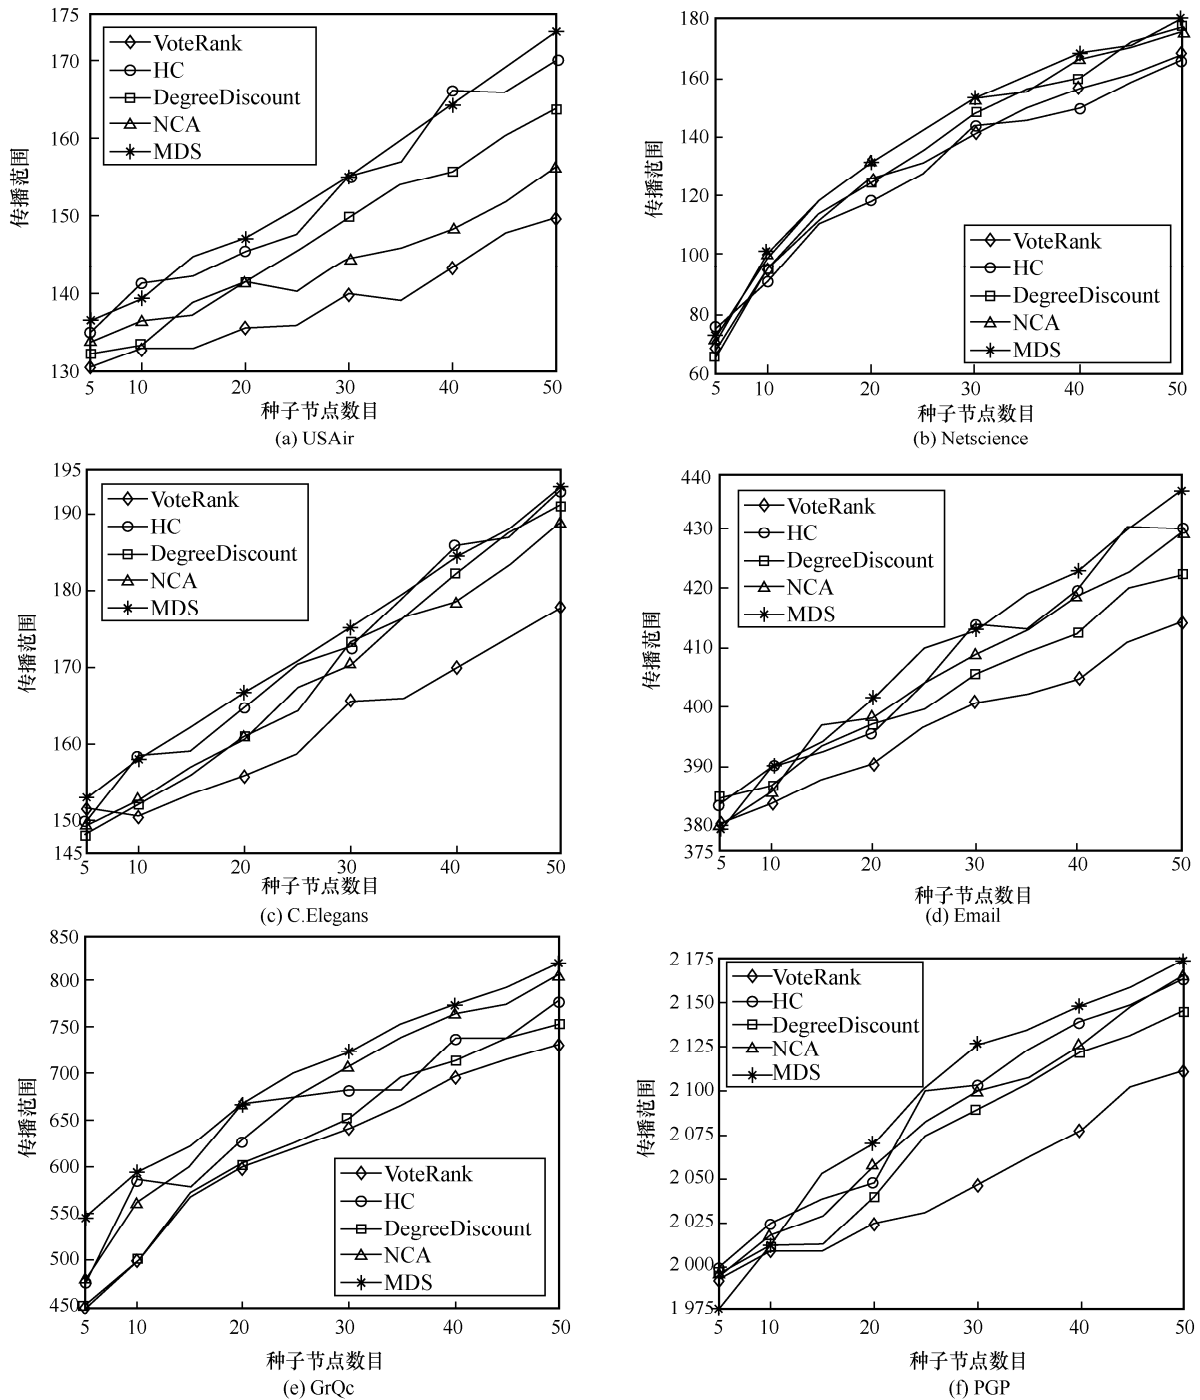 175
170
160
150
140
130
传播范围
VoteRank
HC
DegreeDiscount
NCA
MDS
5 10 20 30 40 50
种子节点数目
(a) USAir
180
160
140
120
100
80
60
传播范围
VoteRank
HC
DegreeDiscount
NCA
MDS
5 10 20 30 40 50
种子节点数目
(b) Netscience
195
190
180
170
160
150
145
传播范围
VoteRank
HC
DegreeDiscount
NCA
MDS
5 10 20 30 40 50
种子节点数目
(c) C.Elegans
440
430
420
410
400
390
380
375
传播范围
VoteRank
HC
DegreeDiscount
NCA
MDS
5 10 20 30 40 50
种子节点数目
(d) Email
850
800
750
700
650
600
550
500
450
传播范围
VoteRank
HC
DegreeDiscount
NCA
MDS
5 10 20 30 40 50
种子节点数目
(e) GrQc
2 175
2 150
2 125
2 100
2 075
2 050
2 025
2 000
1 975
传播范围
VoteRank
HC
DegreeDiscount
NCA
MDS
5 10 20 30 40 50
种子节点数目
(f) PGP